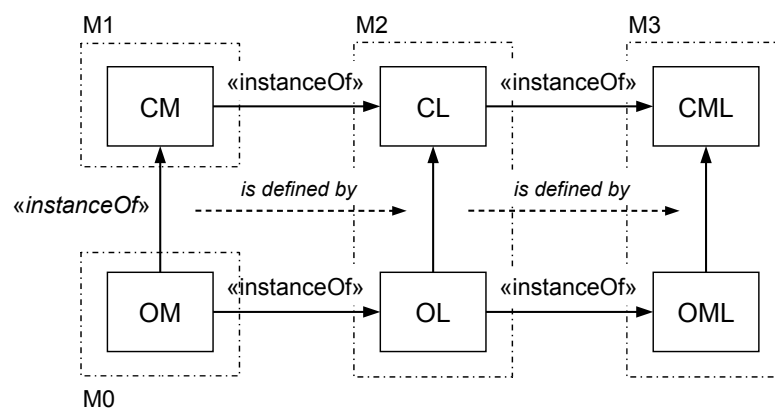 M1
M2
M3
«instanceOf»
«instanceOf»
CM
CL
CML
«instanceOf»
is defined by
is defined by
«instanceOf»
«instanceOf»
OM
OL
OML
M0